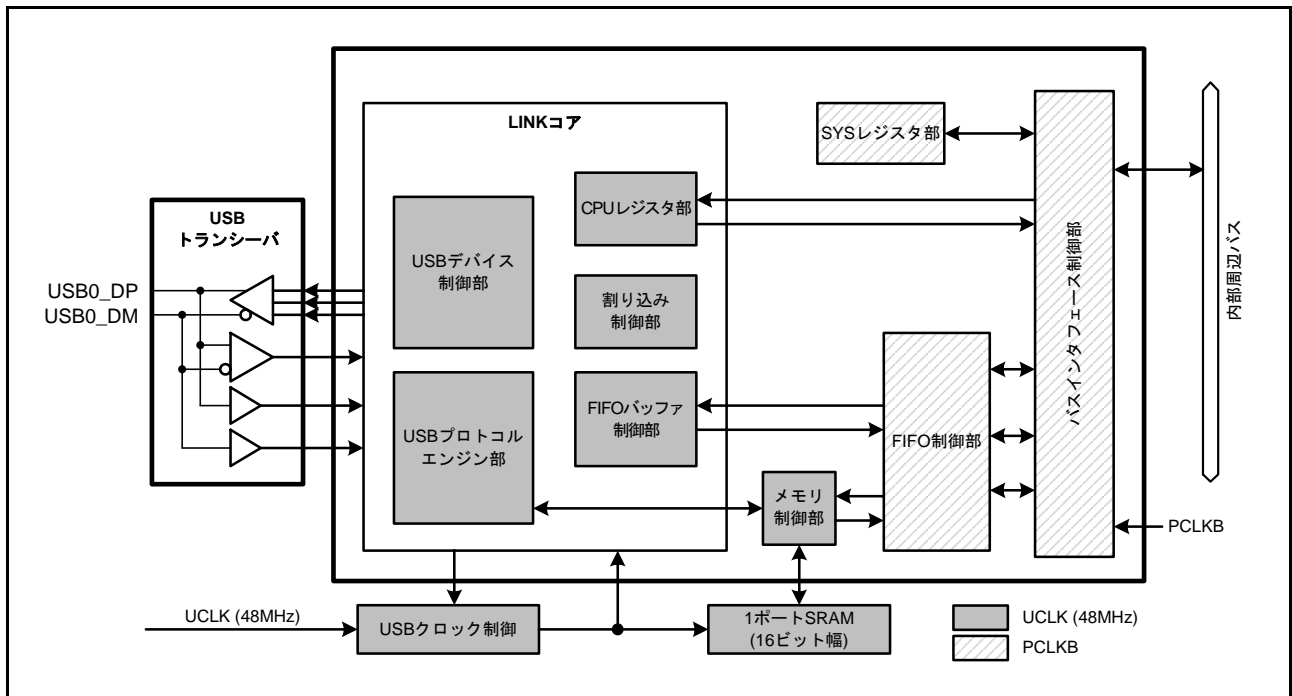 LINKコア
SYSレジスタ部
CPUレジスタ部
USB
トランシーバ
USBデバイス
制御部
USB0_DP
USB0_DM
割り込み
制御部
バスインタフェース制御部
内部周辺バス
FIFOバッファ
制御部
USBプロトコル
エンジン部
FIFO制御部
メモリ
制御部
PCLKB
UCLK (48MHz)
USBクロック制御
1ポートSRAM
(16ビット幅)
UCLK (48MHz)
PCLKB